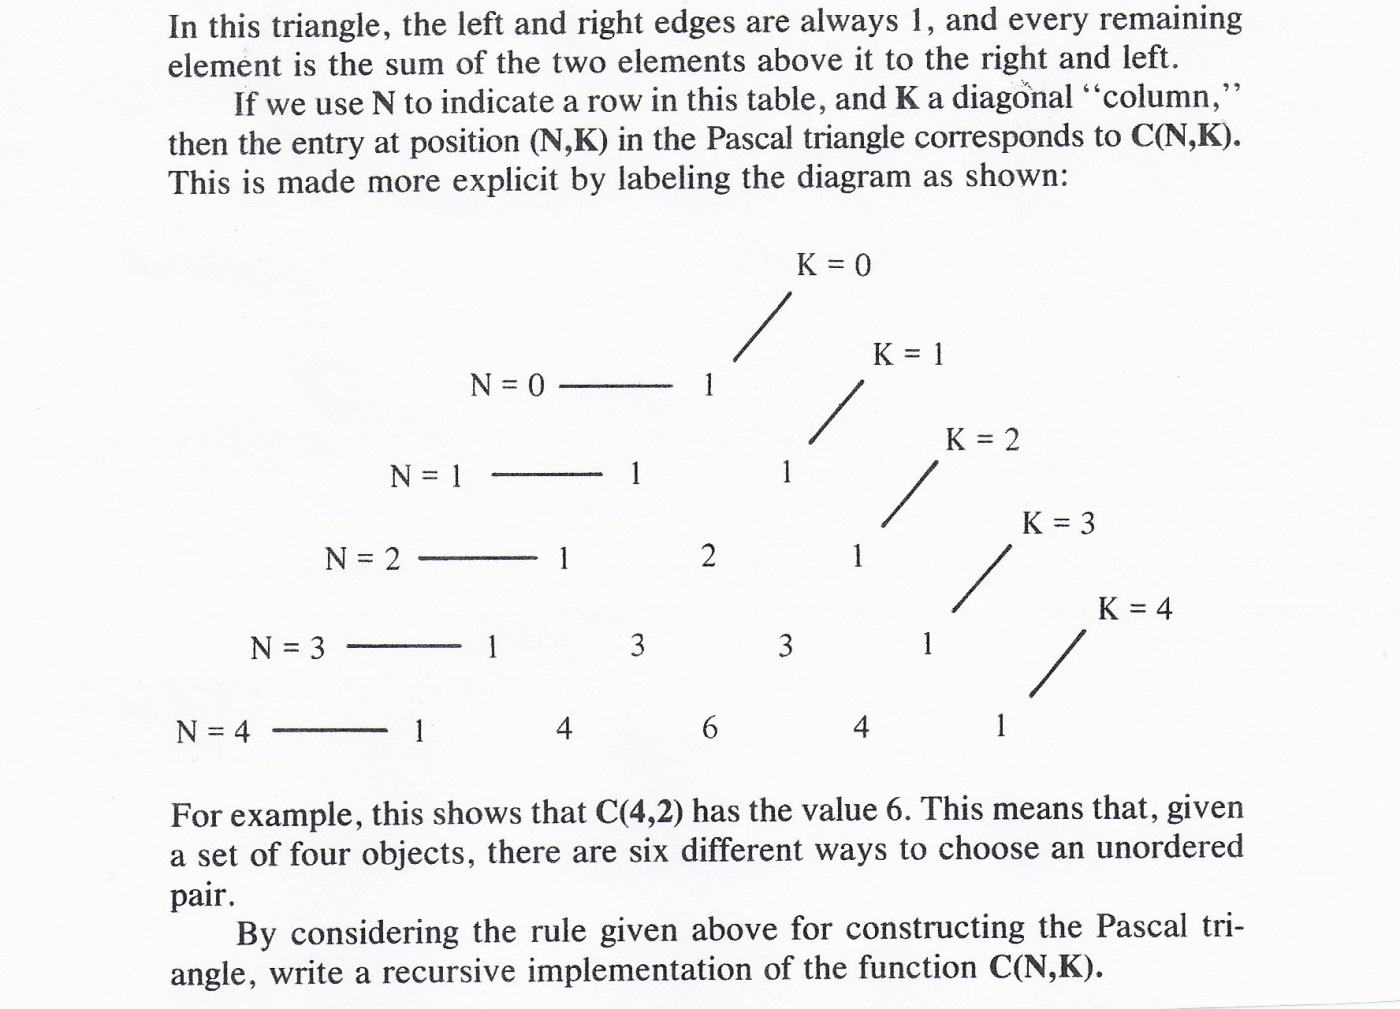 In this triangle, the left and right edges are always 1, and every remaining
element is the sum of the two elements above it to the right and left.
If we use N to indicate a row in this table, and K a diagonal ‘‘column,’’
then the entry at position (N,K) in the Pascal triangle corresponds to C(N,K).
This is made more explicit by labeling the diagram as shown:
K = 0
K = 1
N = 0 1
K = 2
N = 1 1 1
K = 3
N = 2 1 2 1
K = 4
N = 3 1 3 3 1
N = 4 1 4 6 4 1
For example, this shows that C(4,2) has the value 6. This means that, given
a set of four objects, there are six different ways to choose an unordered
pair.
By considering the rule given above for constructing the Pascal tri-
angle, write a recursive implementation of the function C(N,K).